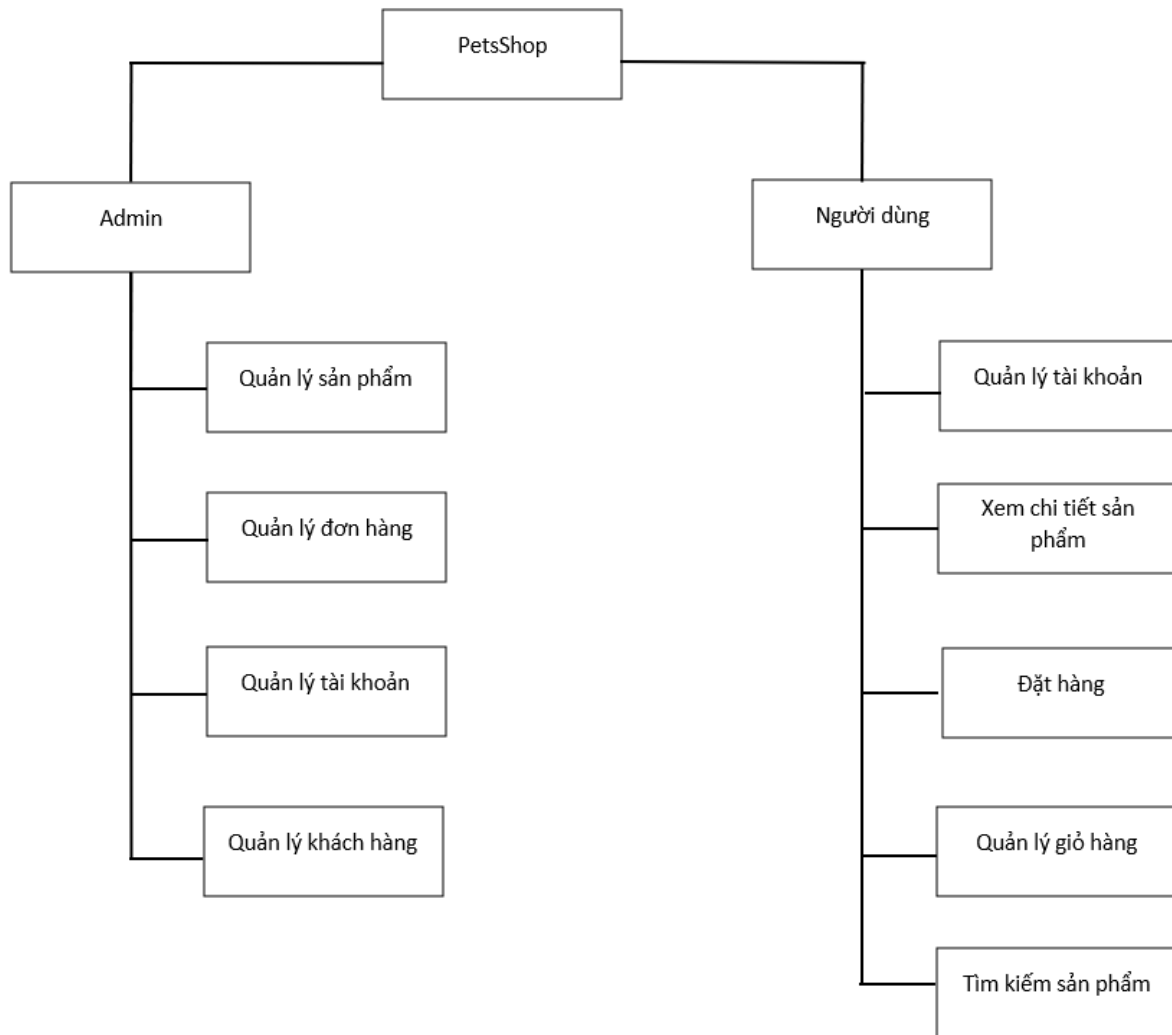 PetsShop
Admin
Người dùng
Quản lý sản phẩm
Quản lý đơn hàng
Quản lý tài khoản
Quản lý khách hàng
Quản lý tài khoản
Xem chi tiết sản
phẩm
Đặt hàng
Quản lý giỏ hàng
Tìm kiếm sản phẩm